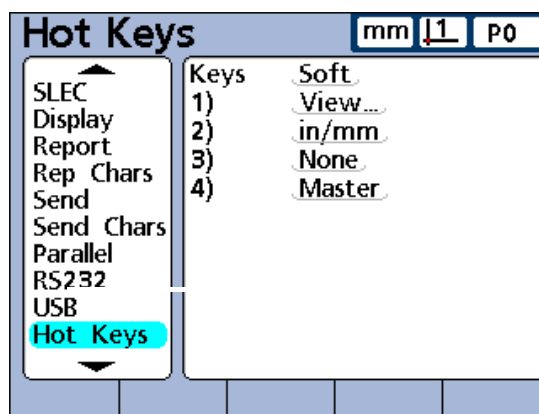 Hot Keys
mm 1 P0
SLEC
Display
Report
Rep Chars
Send
Send Chars
Parallel
RS232
USB
Hot Keys
Keys Soft
1) View...
2) in/mm
3) None
4) Master